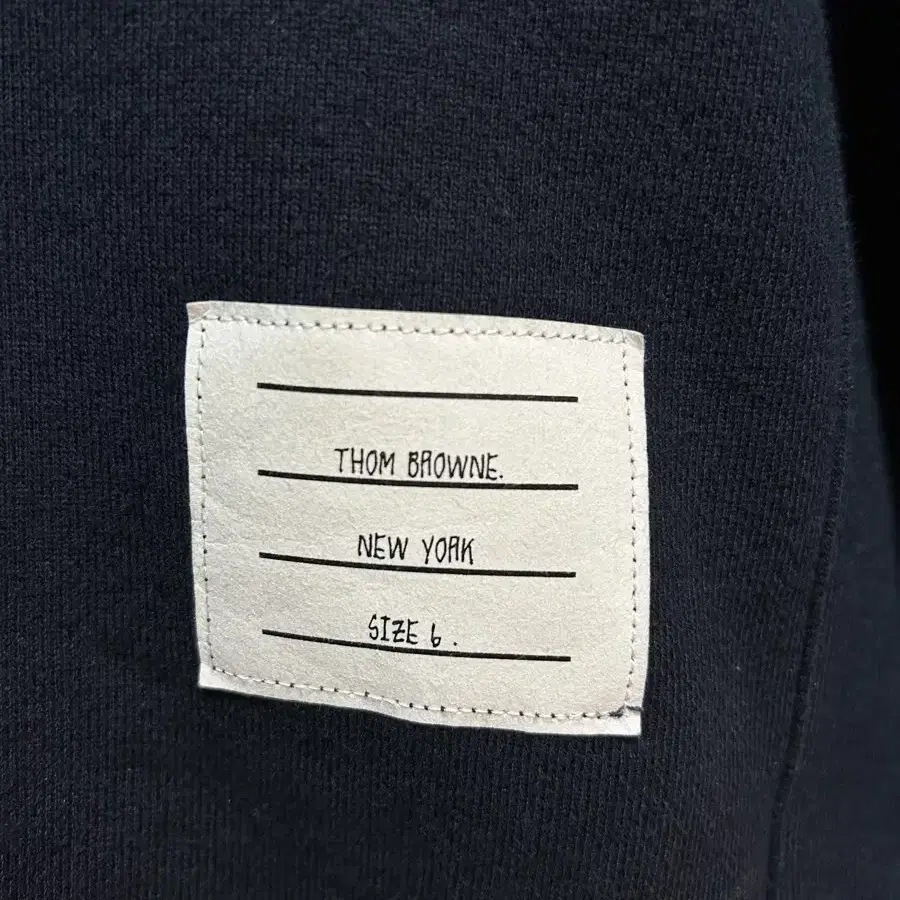 THOM BROWNE.
NEW YORK
SIZE 6.